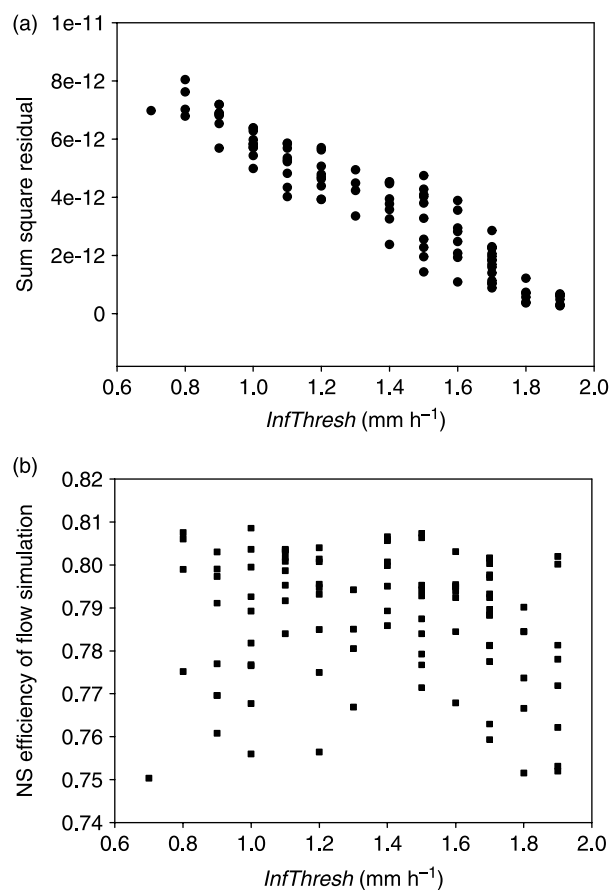 (a)
1e-11
8e-12
6e-12
4e-12
2e-12
0
Sum square residual
0.6 0.8 1.0 1.2 1.4 1.6 1.8 2.0
InfThresh (mm h⁻¹)
(b)
0.82
0.81
0.80
0.79
0.78
0.77
0.76
0.75
0.74
NS efficiency of flow simulation
0.6 0.8 1.0 1.2 1.4 1.6 1.8 2.0
InfThresh (mm h⁻¹)